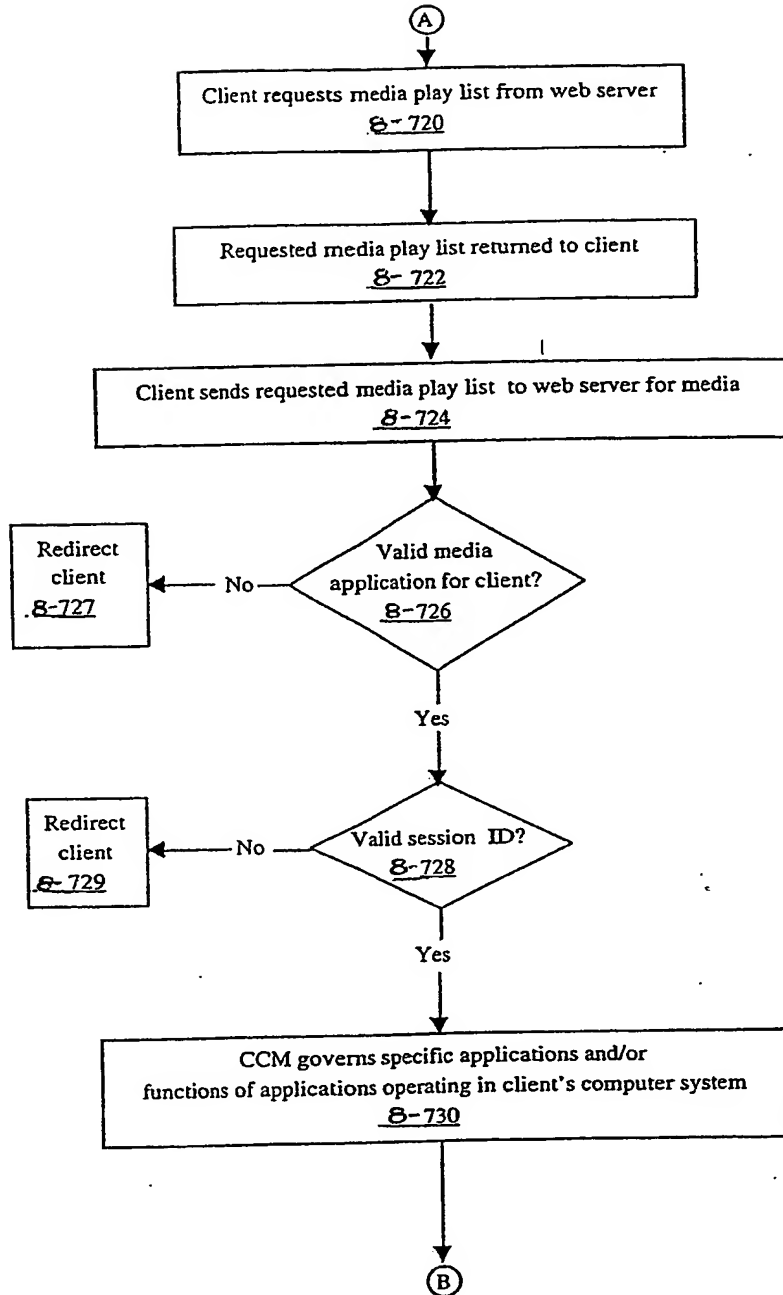 A
Client requests media play list from web server
8-720
Requested media play list returned to client
8-722
Client sends requested media play list to web server for media
8-724
Valid media
application for client?
8-726
No
Redirect
client
8-727
Yes
Valid session ID?
8-728
No
Redirect
client
8-729
Yes
CCM governs specific applications and/or
functions of applications operating in client's computer system
8-730
B